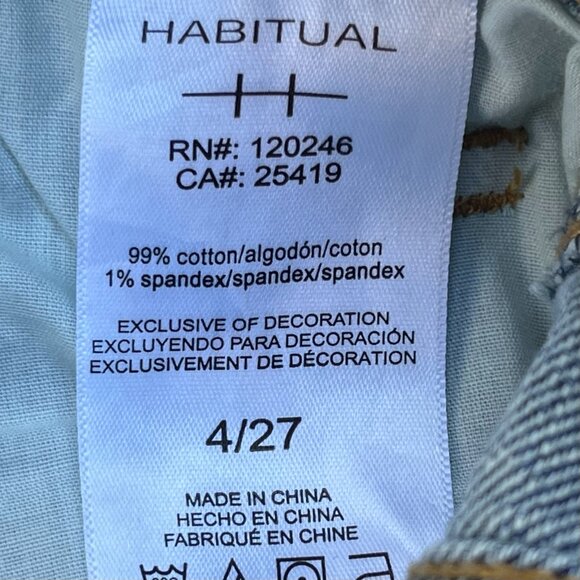 HABITUAL
RN#: 120246
CA#: 25419
99% cotton/algodón/coton
1% spandex/spandex/spandex
EXCLUSIVE OF DECORATION
EXCLUYENDO PARA DECORACIÓN
EXCLUSIVEMENT DE DÉCORATION
4/27
MADE IN CHINA
HECHO EN CHINA
FABRIQUÉ EN CHINE